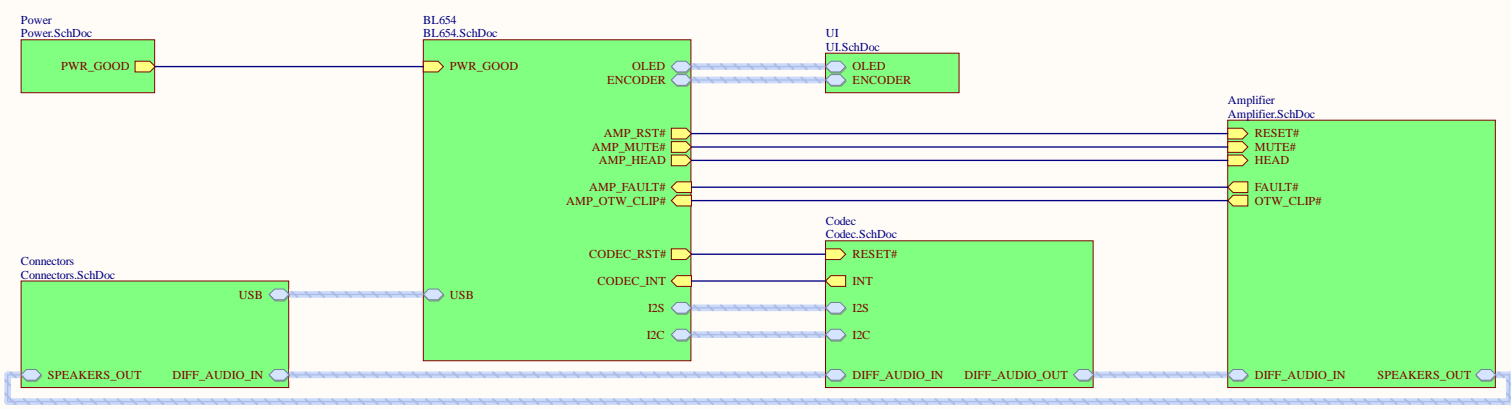 Power
Power.SchDoc
PWR_GOOD
BL654
BL654.SchDoc
PWR_GOOD
USB
OLED
ENCODER
AMP_RST#
AMP_MUTE#
AMP_HEAD
AMP_FAULT#
AMP_OTW_CLIP#
CODEC_RST#
CODEC_INT
I2S
I2C
UI
UI.SchDoc
OLED
ENCODER
Amplifier
Amplifier.SchDoc
RESET#
MUTE#
HEAD
FAULT#
OTW_CLIP#
DIFF_AUDIO_IN
SPEAKERS_OUT
Codec
Codec.SchDoc
RESET#
INT
I2S
I2C
DIFF_AUDIO_IN
DIFF_AUDIO_OUT
Connectors
Connectors.SchDoc
USB
SPEAKERS_OUT
DIFF_AUDIO_IN